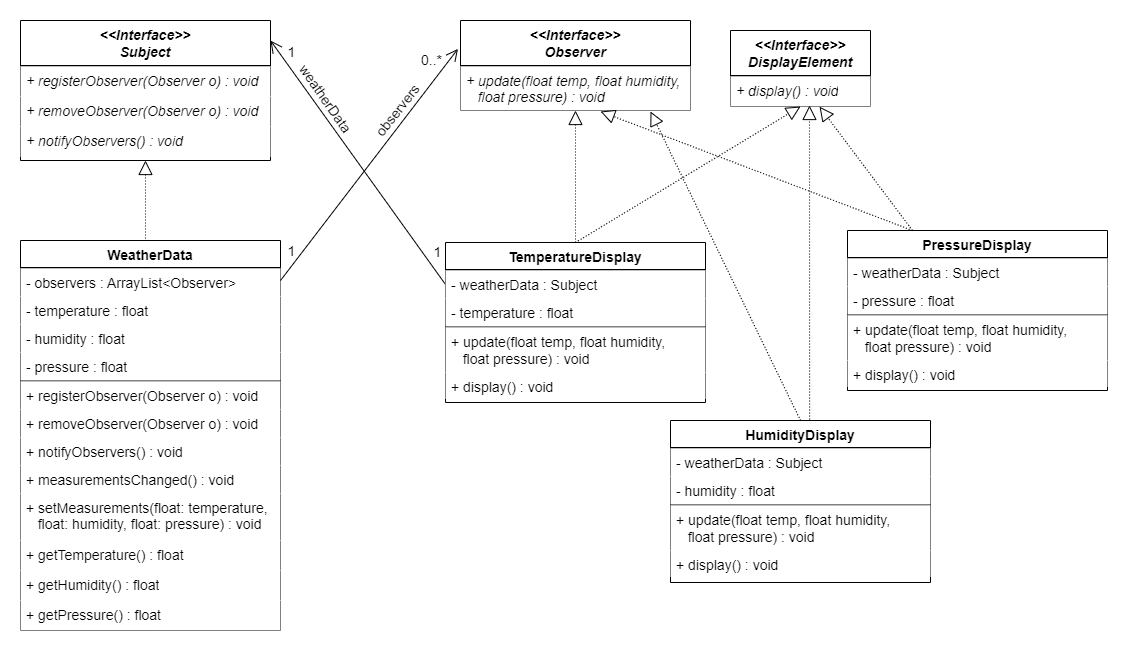 <<Interface>>
Subject
+ registerObserver(Observer o) : void
+ removeObserver(Observer o) : void
+ notifyObservers() : void
1
weatherData
0..*
observers
1
1
<<Interface>>
Observer
+ update(float temp, float humidity,
float pressure) : void
<<Interface>>
DisplayElement
+ display() : void
WeatherData
- observers : ArrayList<Observer>
- temperature : float
- humidity : float
- pressure : float
+ registerObserver(Observer o) : void
+ removeObserver(Observer o) : void
+ notifyObservers() : void
+ measurementsChanged() : void
+ setMeasurements(float: temperature,
float: humidity, float: pressure) : void
+ getTemperature() : float
+ getHumidity() : float
+ getPressure() : float
TemperatureDisplay
- weatherData : Subject
- temperature : float
+ update(float temp, float humidity,
float pressure) : void
+ display() : void
PressureDisplay
- weatherData : Subject
- pressure : float
+ update(float temp, float humidity,
float pressure) : void
+ display() : void
HumidityDisplay
- weatherData : Subject
- humidity : float
+ update(float temp, float humidity,
float pressure) : void
+ display() : void